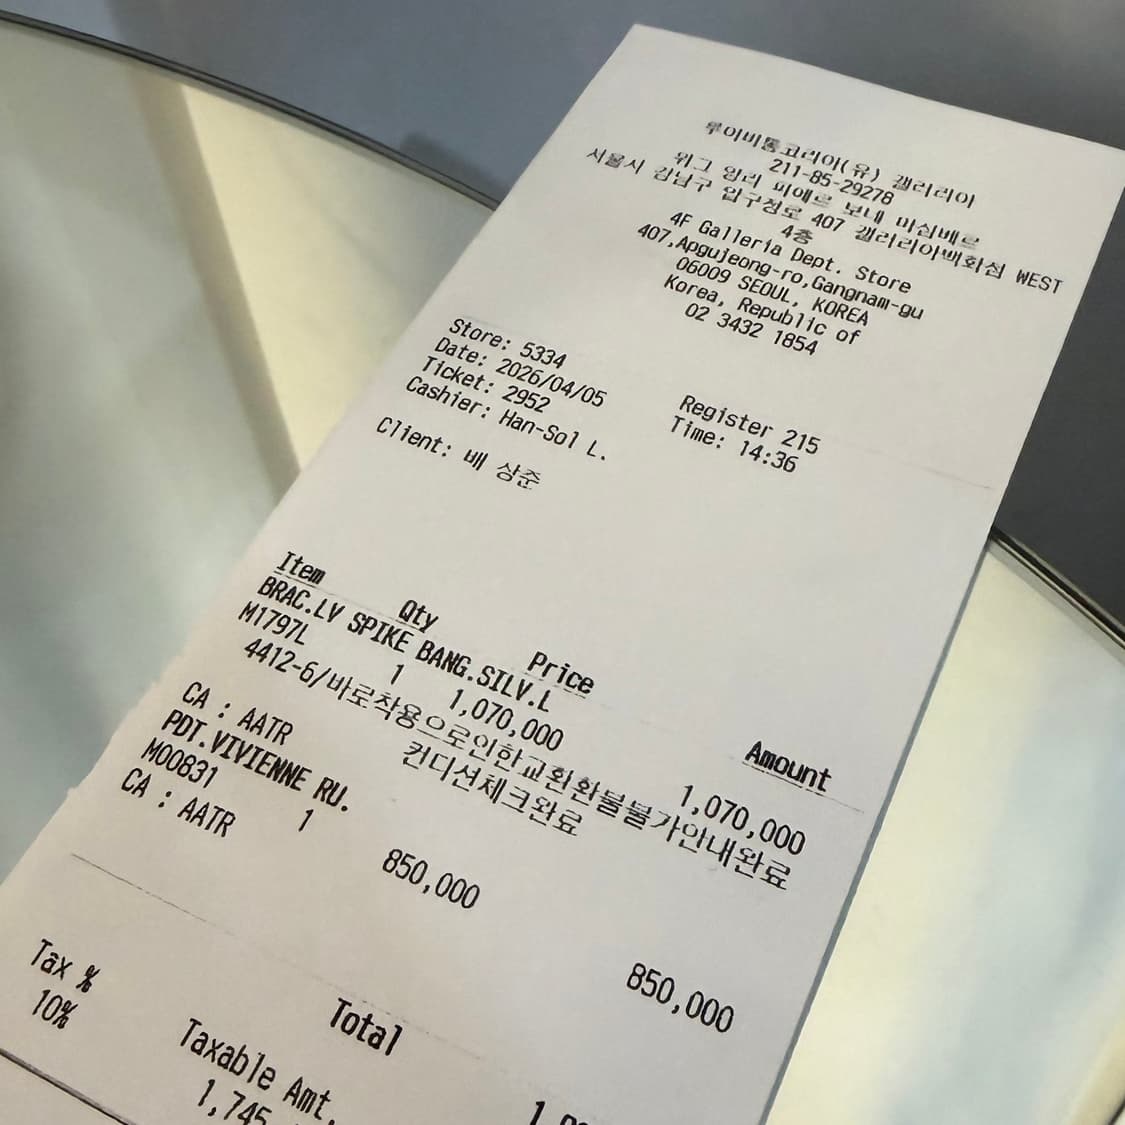 루이비통코리아(유) 갤러리아
211-85-29278
위그 앙리 피에르 보네 미십베르
서울시 강남구 압구정로 407 갤러리아백화점 WEST
4층
4F Galleria Dept. Store
407,Apgujeong-ro,Gangnam-gu
06009 SEOUL, KOREA
Korea, Republic of
02 3432 1854
Store: 5334 Register 215
Date: 2026/04/05 Time: 14:36
Ticket: 2952
Cashier: Han-Sol L.
Client: 배 상준
Item Qty Price Amount
BRAC.LV SPIKE BANG.SILV.L
M1797L 1 1,070,000 1,070,000
4412-6/바로착용으로인한교환환불불가안내완료
컨디션체크완료
CA : AATR
PDT.VIVIENNE RU.
M00831 1 850,000 850,000
CA : AATR
Total
Tax % Taxable Amt.
10% 1,745